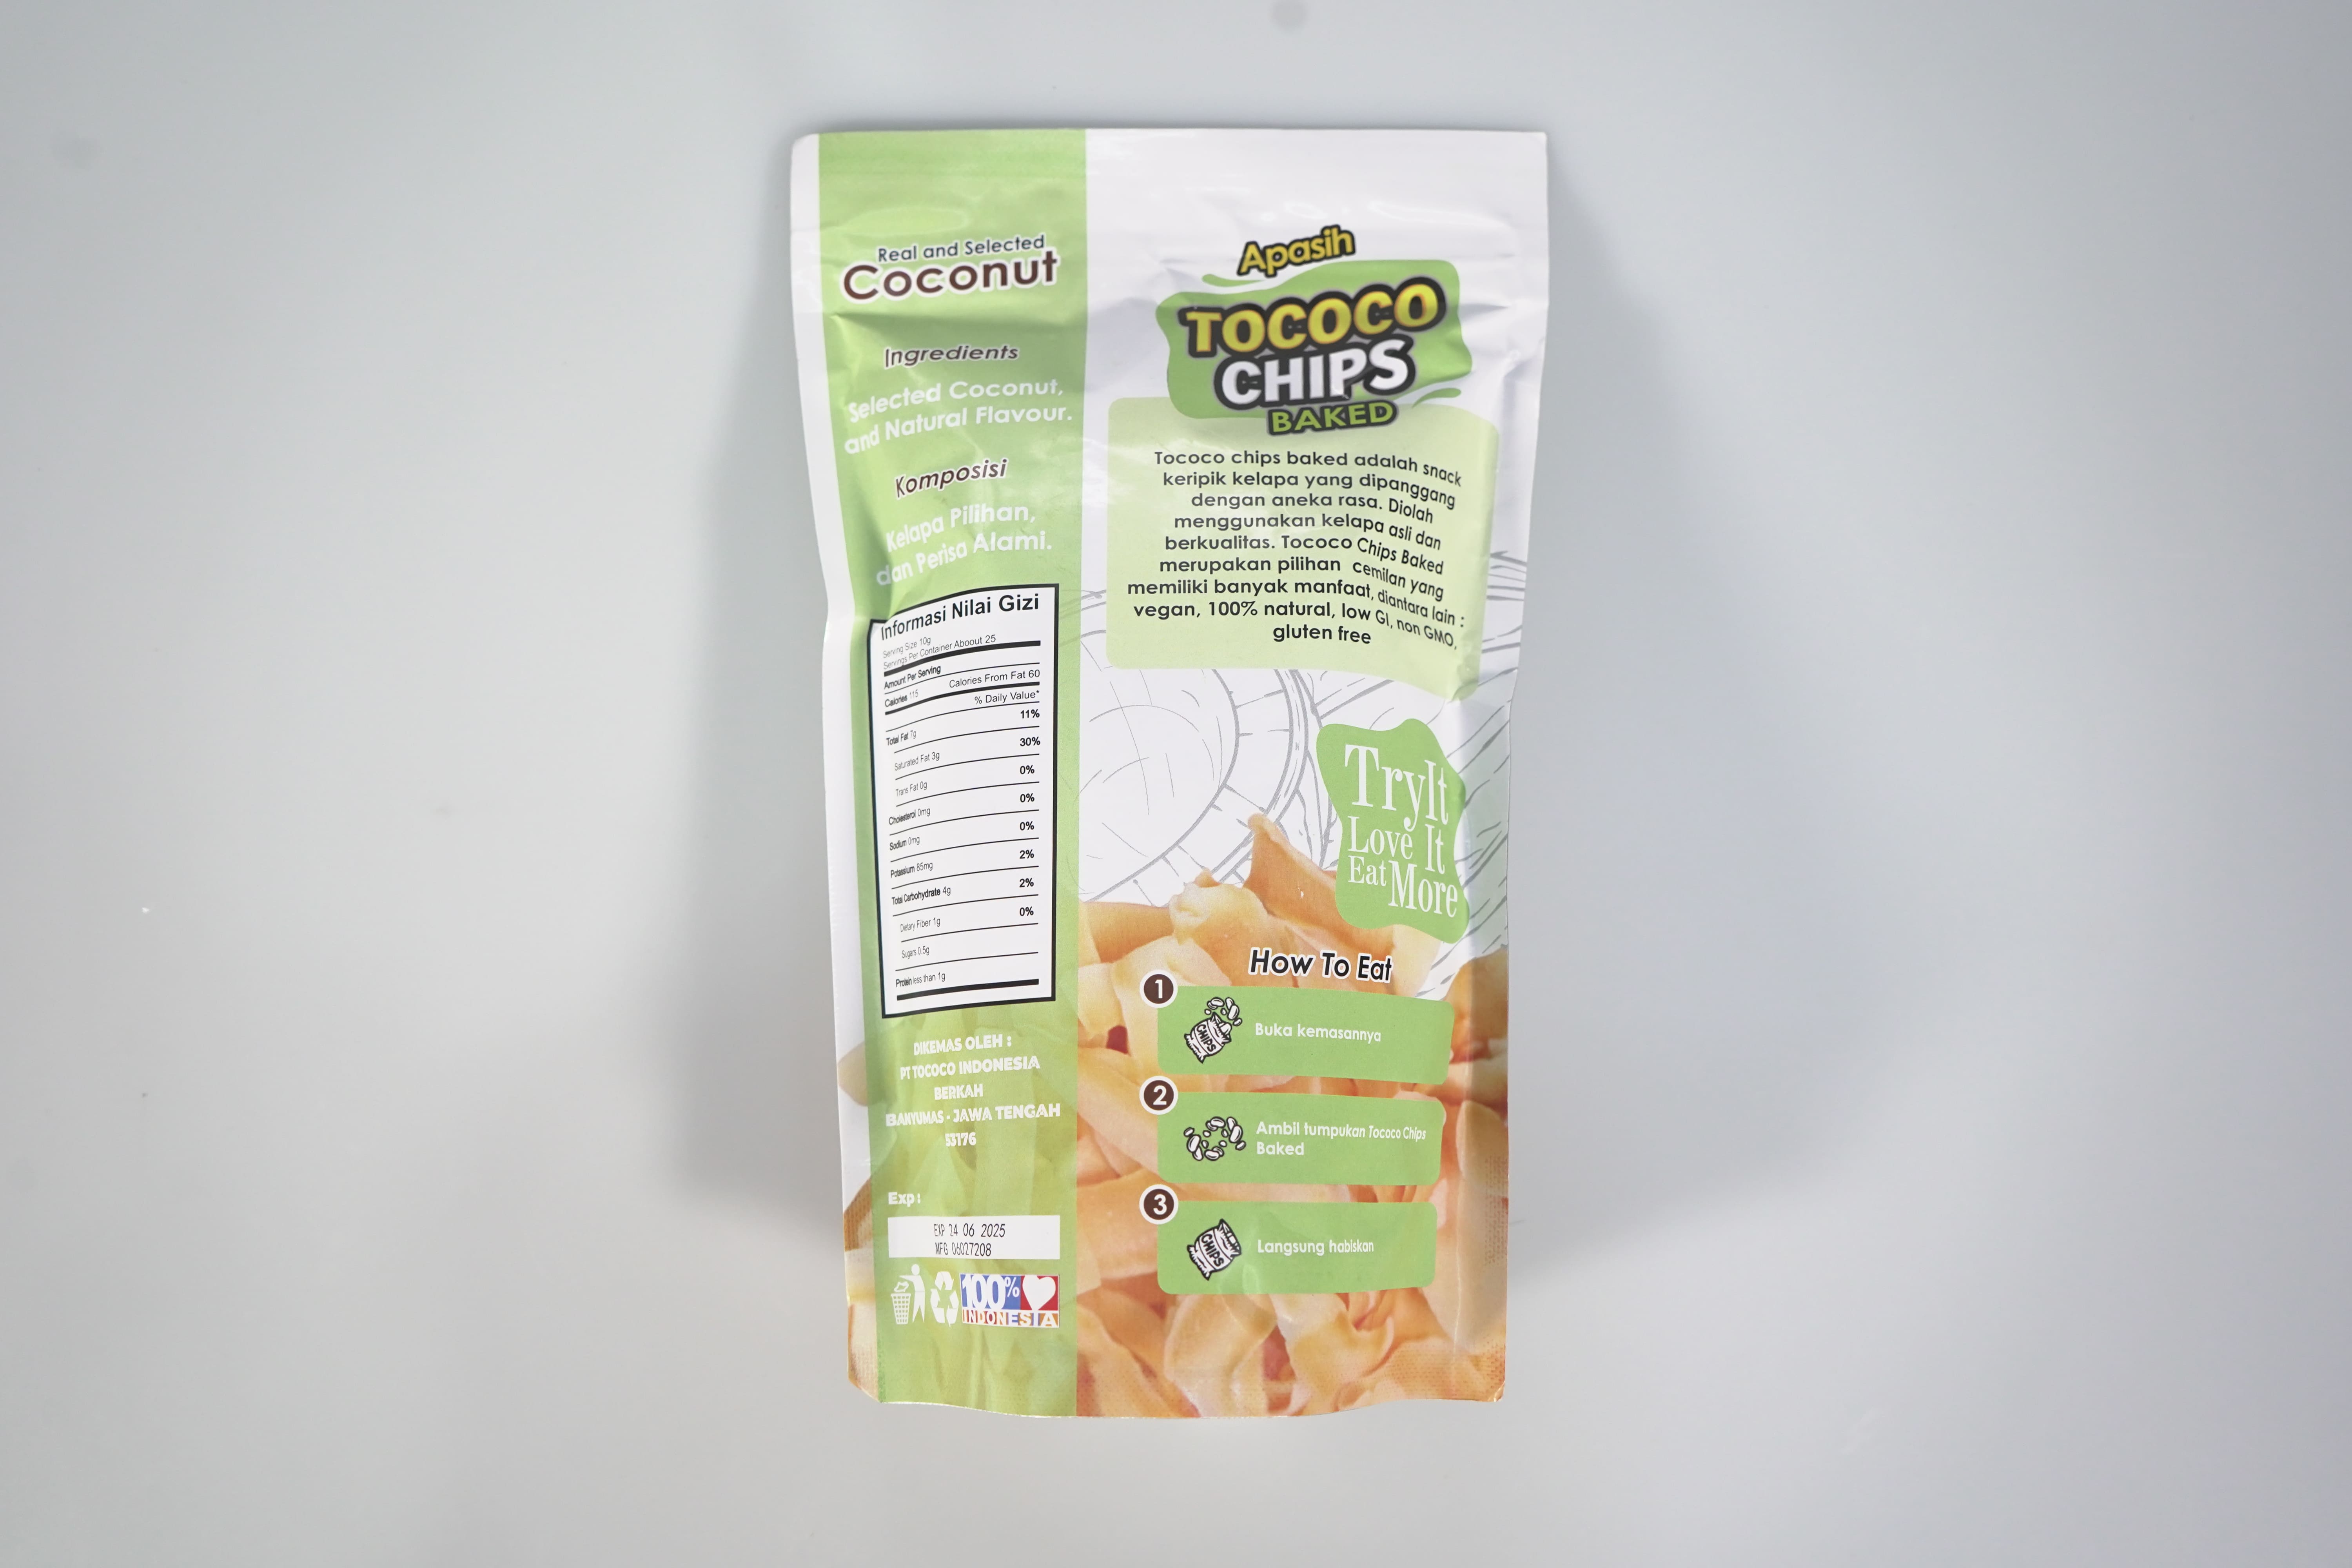 Real and Selected
Coconut
Ingredients
Selected Coconut,
and Natural Flavour.
Komposisi
Kelapa Pilihan,
dan Perisa Alami.
Informasi Nilai Gizi
Serving Size 10g
Servings Per Container Aboout 25
Amount Per Serving
Calories 115 Calories From Fat 60
% Daily Value*
Total Fat 7g 11%
Saturated Fat 3g 30%
Trans Fat 0g 0%
Cholesterol 0mg 0%
Sodium 0mg 0%
Potassium 85mg 2%
Total Carbohydrate 4g 2%
Dietary Fiber 1g 0%
Sugars 0.5g
Protein less than 1g
DIKEMAS OLEH :
PT TOCOCO INDONESIA
BERKAH
BANYUMAS - JAWA TENGAH
53176
Exp :
EXP 24 06 2025
MFG 06027208
100%
INDONESIA
Apasih
TOCOCO
CHIPS
BAKED
Tococo chips baked adalah snack
keripik kelapa yang dipanggang
dengan aneka rasa. Diolah
menggunakan kelapa asli dan
berkualitas. Tococo Chips Baked
merupakan pilihan cemilan yang
memiliki banyak manfaat, diantara lain :
vegan, 100% natural, low GI, non GMO,
gluten free
Try It
Love It
Eat More
How To Eat
1
CHIPS
Buka kemasannya
2
Ambil tumpukan Tococo Chips
Baked
3
CHIPS
Langsung habiskan